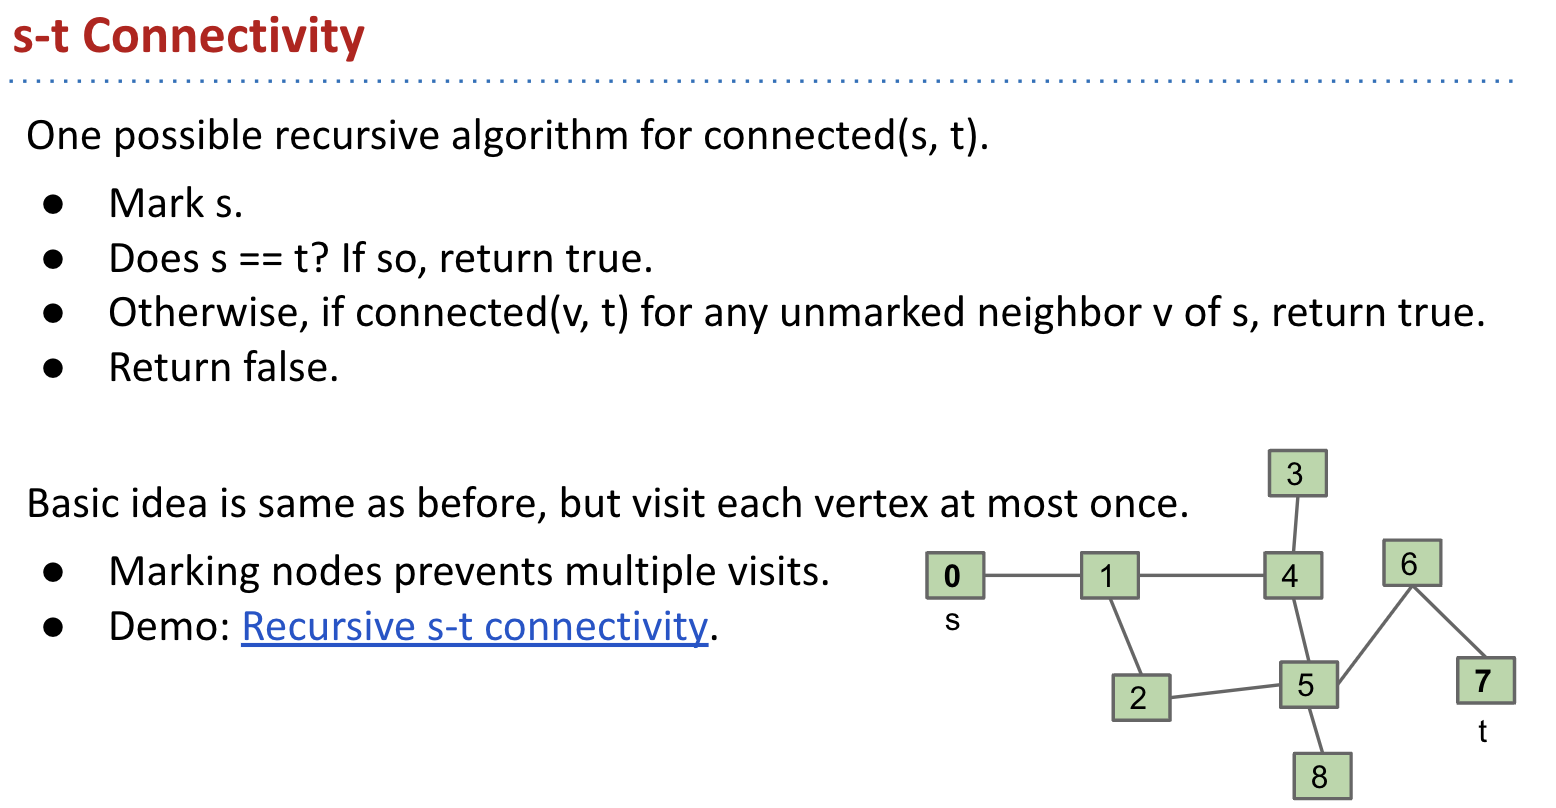 s-t Connectivity
One possible recursive algorithm for connected(s, t).
● Mark s.
● Does s == t? If so, return true.
● Otherwise, if connected(v, t) for any unmarked neighbor v of s, return true.
● Return false.
Basic idea is same as before, but visit each vertex at most once.
● Marking nodes prevents multiple visits.
● Demo: Recursive s-t connectivity.
3
0
1
4
6
s
2
5
7
t
8